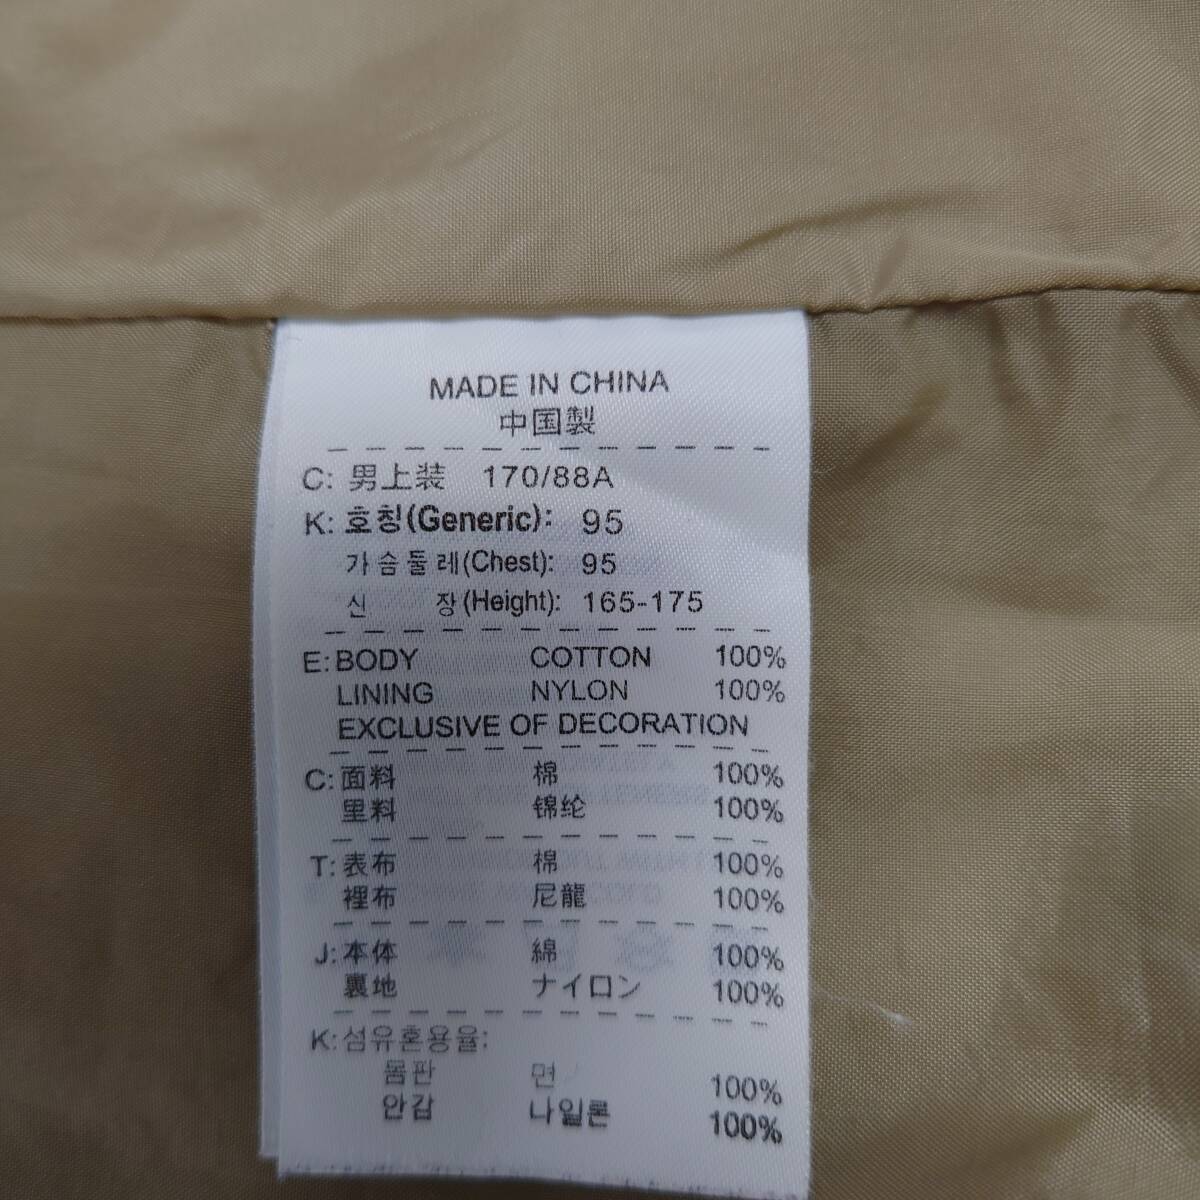 MADE IN CHINA
中国製
C: 男上装 170/88A
K: 호칭(Generic): 95
가슴둘레(Chest): 95
신 장(Height): 165-175
E: BODY COTTON 100%
LINING NYLON 100%
EXCLUSIVE OF DECORATION
C: 面料 棉 100%
里料 锦纶 100%
T: 表布 棉 100%
裡布 尼龍 100%
J: 本体 綿 100%
裏地 ナイロン 100%
K: 섬유혼용율:
몸판 면 100%
안감 나일론 100%